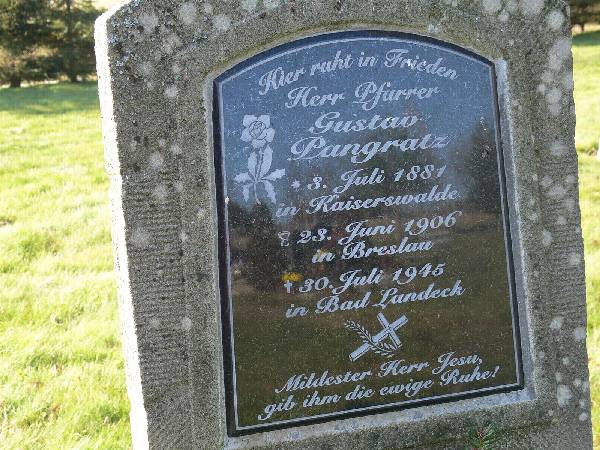 Hier ruht in Frieden
Herr Pfarrer
Gustav
Pangratz
* 3. Juli 1881
in Kaiserswalde
23. Juni 1906
in Breslau
† 30. Juli 1945
in Bad Landeck
Mildester Herr Jesu,
gib ihm die ewige Ruhe!